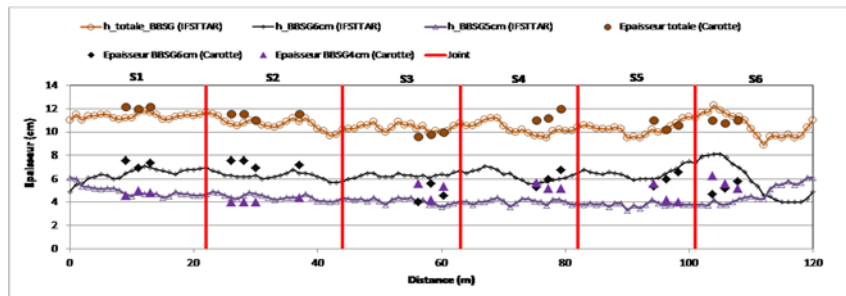 h_totale_BBSG (IFSTTAR) h_BBSG6cm (IFSTTAR) h_BBSG5cm (IFSTTAR) Epaisseur totale (Carotte)
Epaisseur BBSG6cm (Carotte) Epaisseur BBSG4cm (Carotte) Joint
S1 S2 S3 S4 S5 S6
Epaisseur (cm)
14
12
10
8
6
4
2
0
0 20 40 60 80 100 120
Distance (m)